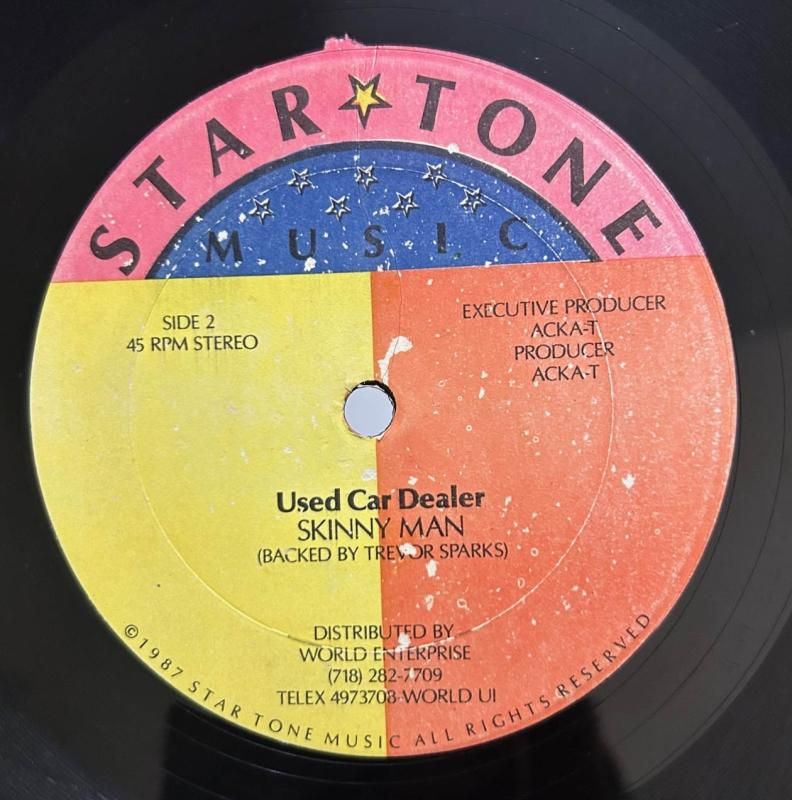 STAR TONE
MUSIC
SIDE 2
45 RPM STEREO
EXECUTIVE PRODUCER
ACKA-T
PRODUCER
ACKA-T
Used Car Dealer
SKINNY MAN
(BACKED BY TREVOR SPARKS)
DISTRIBUTED BY
WORLD ENTERPRISE
(718) 282-7709
TELEX 4973708-WORLD UI
©1987 STAR TONE MUSIC ALL RIGHTS RESERVED